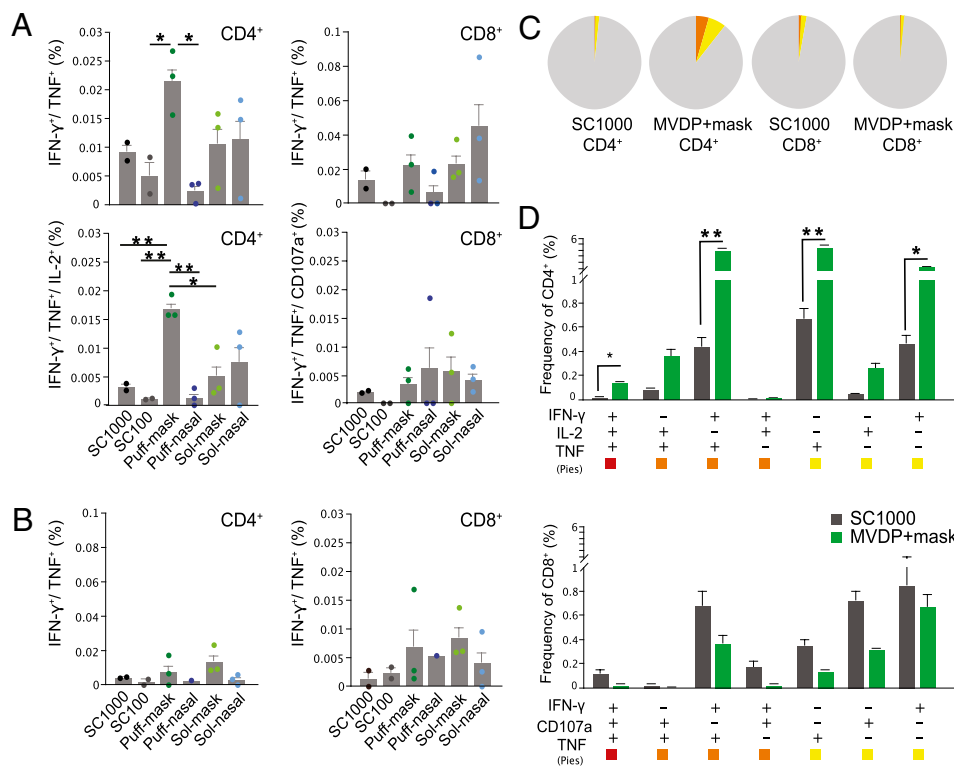 A
IFN-γ⁺/ TNF⁺ (%)
0.03
0.025
0.02
0.015
0.01
0.005
0
* *
CD4⁺
IFN-γ⁺/ TNF⁺ (%)
0.1
0.08
0.06
0.04
0.02
0
CD8⁺
IFN-γ⁺/ TNF⁺/ IL-2⁺ (%)
0.03
0.025
0.02
0.015
0.01
0.005
0
**
**
**
*
CD4⁺
SC1000
SC100
Puff-mask
Puff-nasal
Sol-mask
Sol-nasal
IFN-γ⁺/ TNF⁺/ CD107a⁺ (%)
0.03
0.025
0.02
0.015
0.01
0.005
0
CD8⁺
SC1000
SC100
Puff-mask
Puff-nasal
Sol-mask
Sol-nasal
B
IFN-γ⁺/ TNF⁺ (%)
0.1
0.08
0.06
0.04
0.02
0
CD4⁺
SC1000
SC100
Puff-mask
Puff-nasal
Sol-mask
Sol-nasal
IFN-γ⁺/ TNF⁺ (%)
0.03
0.025
0.02
0.015
0.01
0.005
0
CD8⁺
SC1000
SC100
Puff-mask
Puff-nasal
Sol-mask
Sol-nasal
C
SC1000
CD4⁺
MVDP+mask
CD4⁺
SC1000
CD8⁺
MVDP+mask
CD8⁺
D
Frequency of CD4⁺ (%)
6
2
1
0.8
0.6
0.4
0.2
0
* ** ** *
IFN-γ + - + + - - +
IL-2 + + - + - + -
TNF + + + - + - -
(Pies)
Frequency of CD8⁺ (%)
6
2
1
0.8
0.6
0.4
0.2
0
SC1000
MVDP+mask
IFN-γ + - + + - - +
CD107a + + - + - + -
TNF + + + - + - -
(Pies)